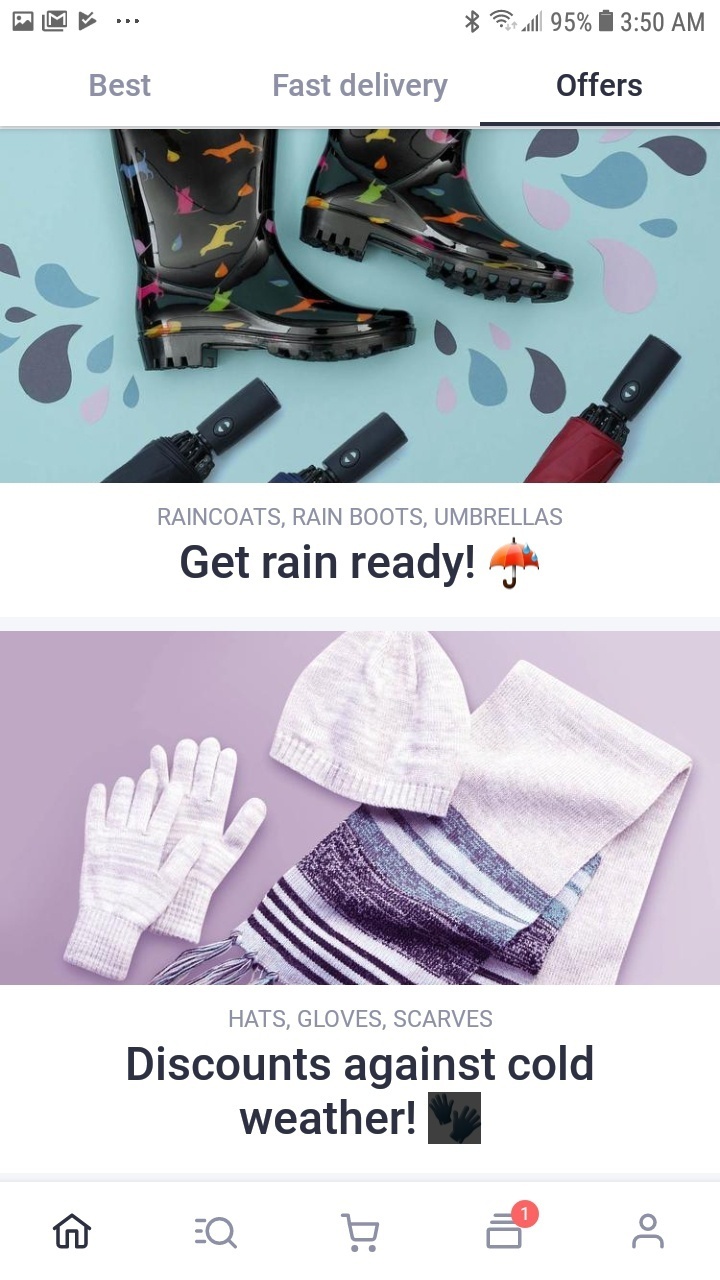 95% 3:50 AM
Best Fast delivery Offers
RAINCOATS, RAIN BOOTS, UMBRELLAS
Get rain ready! ☔
HATS, GLOVES, SCARVES
Discounts against cold
weather! 🧤
1